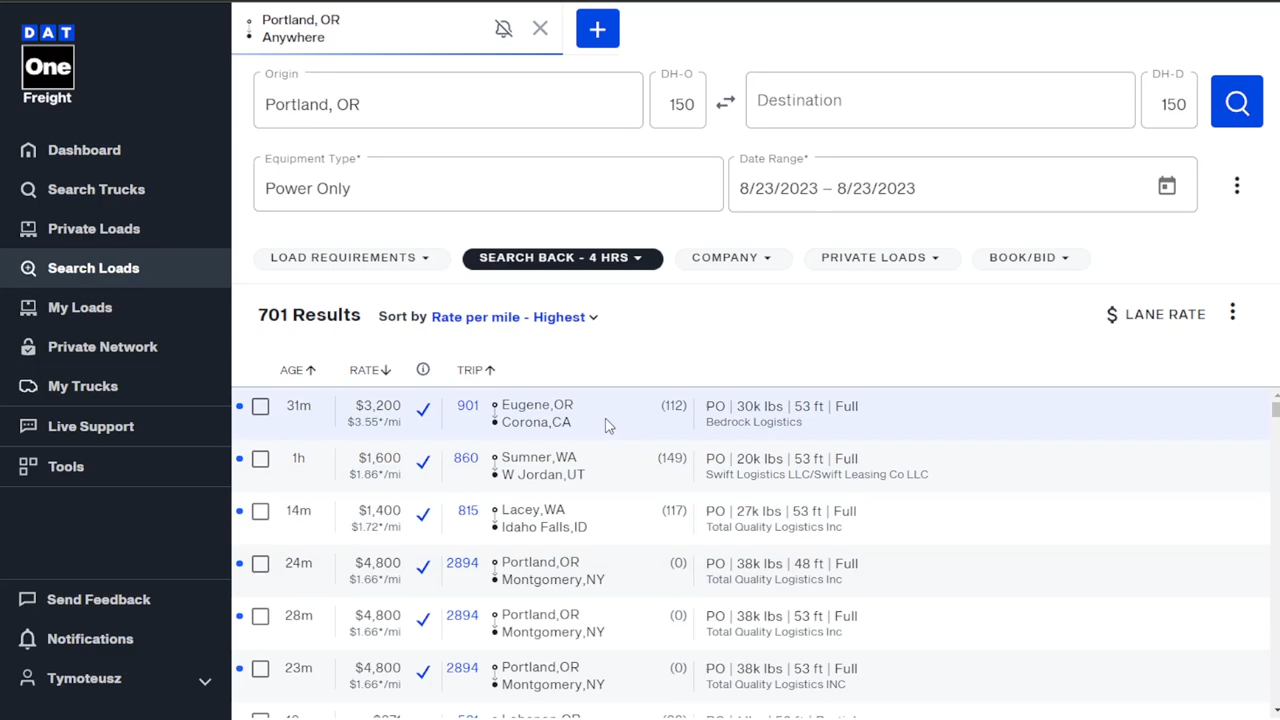 DAT
One
Freight
Dashboard
Search Trucks
Private Loads
Search Loads
My Loads
Private Network
My Trucks
Live Support
Tools
Send Feedback
Notifications
Tymoteusz
Portland, OR
Anywhere
+
Origin
Portland, OR
DH-O
150
Destination
DH-D
150
Equipment Type*
Power Only
Date Range*
8/23/2023 – 8/23/2023
LOAD REQUIREMENTS
SEARCH BACK - 4 HRS
COMPANY
PRIVATE LOADS
BOOK/BID
701 Results Sort by Rate per mile - Highest
$ LANE RATE
AGE RATE TRIP
31m $3,200 901 Eugene,OR (112) PO | 30k lbs | 53 ft | Full
$3.55*/mi Corona,CA Bedrock Logistics
1h $1,600 860 Sumner,WA (149) PO | 20k lbs | 53 ft | Full
$1.86*/mi W Jordan,UT Swift Logistics LLC/Swift Leasing Co LLC
14m $1,400 815 Lacey,WA (117) PO | 27k lbs | 53 ft | Full
$1.72*/mi Idaho Falls,ID Total Quality Logistics Inc
24m $4,800 2894 Portland,OR (0) PO | 38k lbs | 48 ft | Full
$1.66*/mi Montgomery,NY Total Quality Logistics Inc
28m $4,800 2894 Portland,OR (0) PO | 38k lbs | 53 ft | Full
$1.66*/mi Montgomery,NY Total Quality Logistics Inc
23m $4,800 2894 Portland,OR (0) PO | 38k lbs | 53 ft | Full
$1.66*/mi Montgomery,NY Total Quality Logistics INC